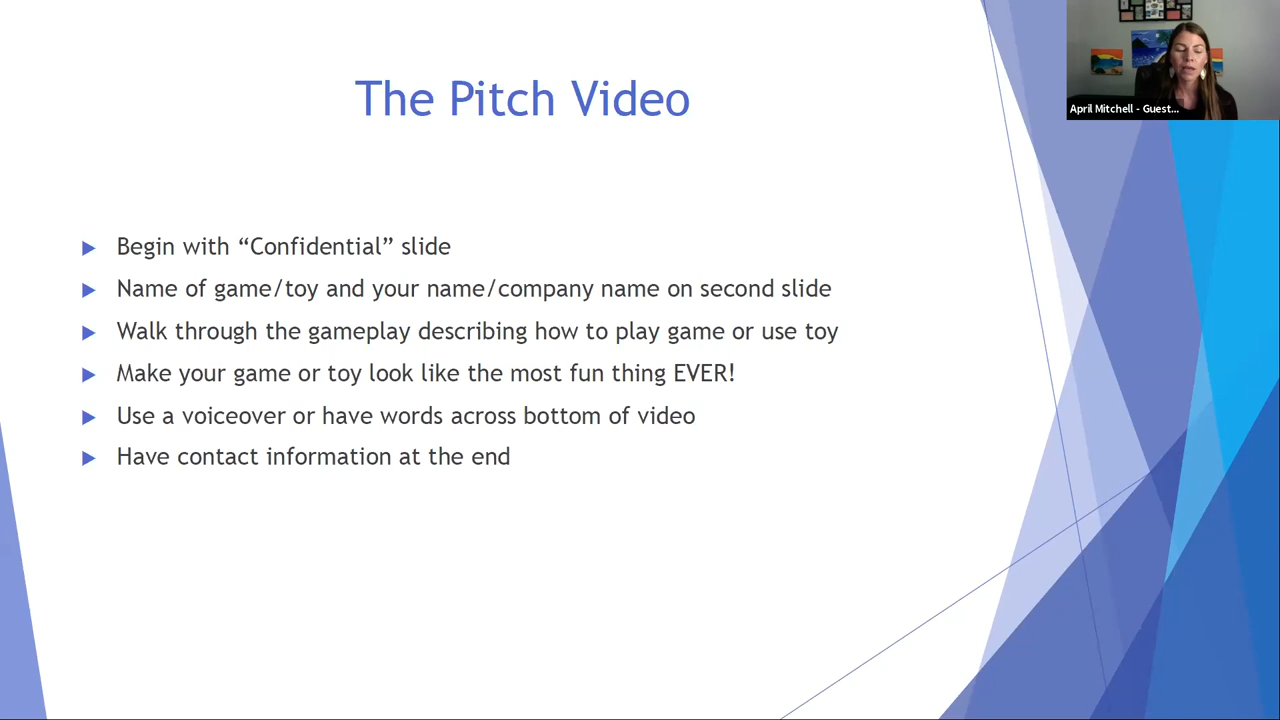 The Pitch Video
April Mitchell - Guest...
Begin with “Confidential” slide
Name of game/toy and your name/company name on second slide
Walk through the gameplay describing how to play game or use toy
Make your game or toy look like the most fun thing EVER!
Use a voiceover or have words across bottom of video
Have contact information at the end